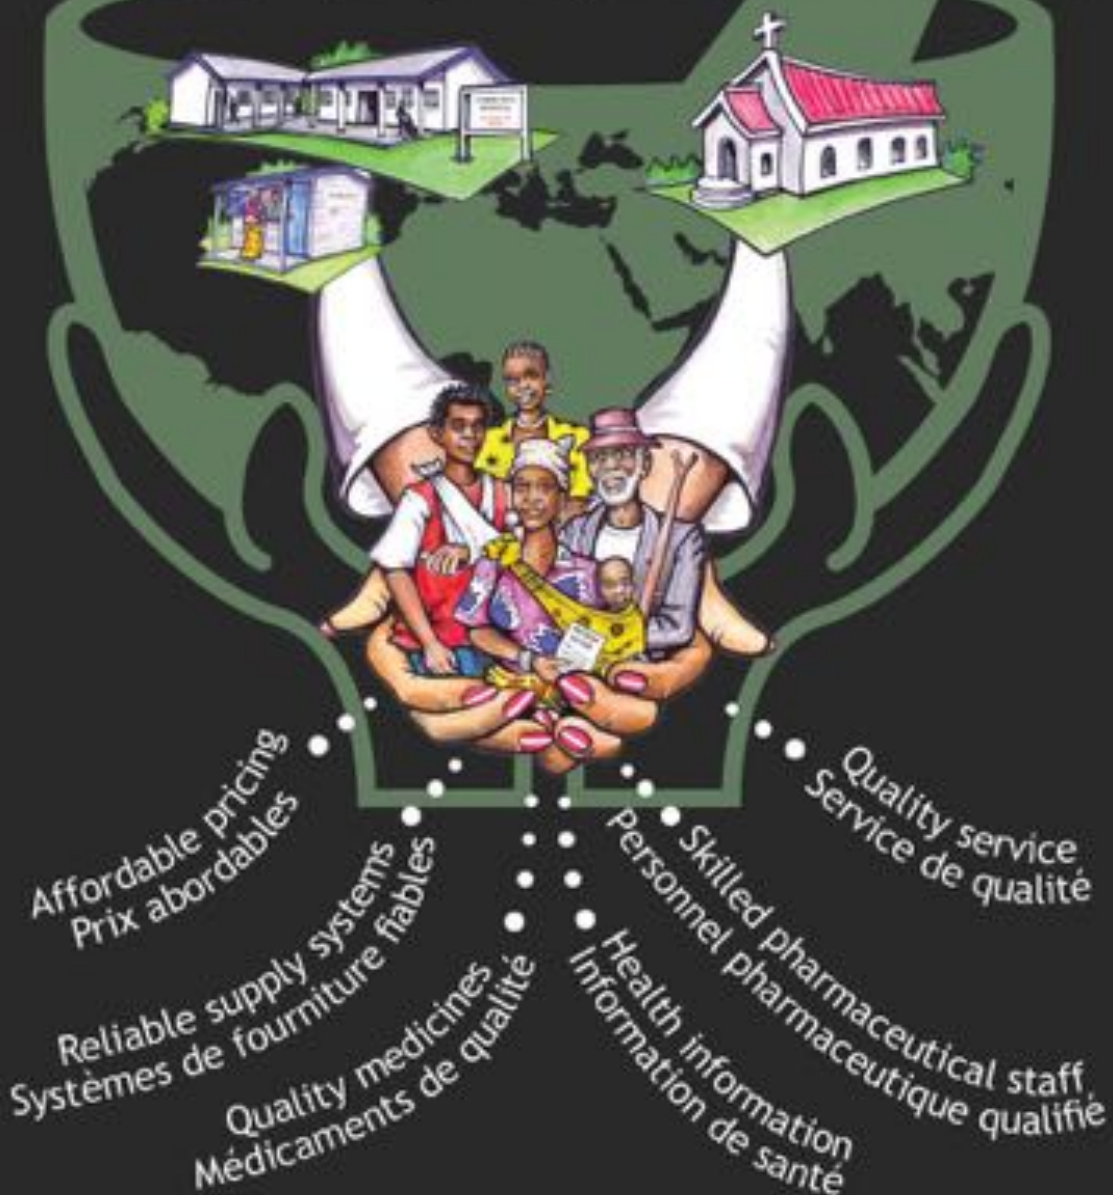 Affordable pricing
Prix abordables
Reliable supply systems
Systèmes de fourniture fiables
Quality medicines
Médicaments de qualité
Health information
Information de santé
Skilled pharmaceutical staff
Personnel pharmaceutique qualifié
Quality service
Service de qualité